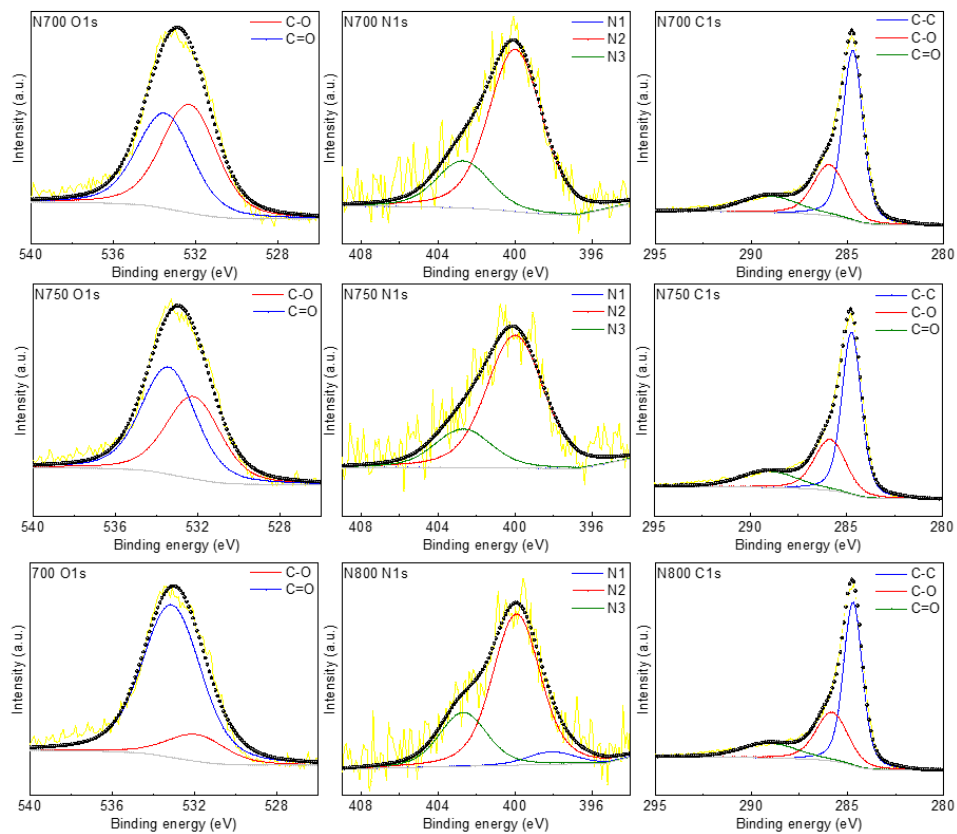 N700 O1s
C-O
C=O
Intensity (a.u.)
540 536 532 528
Binding energy (eV)
N700 N1s
N1
N2
N3
Intensity (a.u.)
408 404 400 396
Binding energy (eV)
N700 C1s
C-C
C-O
C=O
Intensity (a.u.)
295 290 285 280
Binding energy (eV)
N750 O1s
C-O
C=O
Intensity (a.u.)
540 536 532 528
Binding energy (eV)
N750 N1s
N1
N2
N3
Intensity (a.u.)
408 404 400 396
Binding energy (eV)
N750 C1s
C-C
C-O
C=O
Intensity (a.u.)
295 290 285 280
Binding energy (eV)
700 O1s
C-O
C=O
Intensity (a.u.)
540 536 532 528
Binding energy (eV)
N800 N1s
N1
N2
N3
Intensity (a.u.)
408 404 400 396
Binding energy (eV)
N800 C1s
C-C
C-O
C=O
Intensity (a.u.)
295 290 285 280
Binding energy (eV)